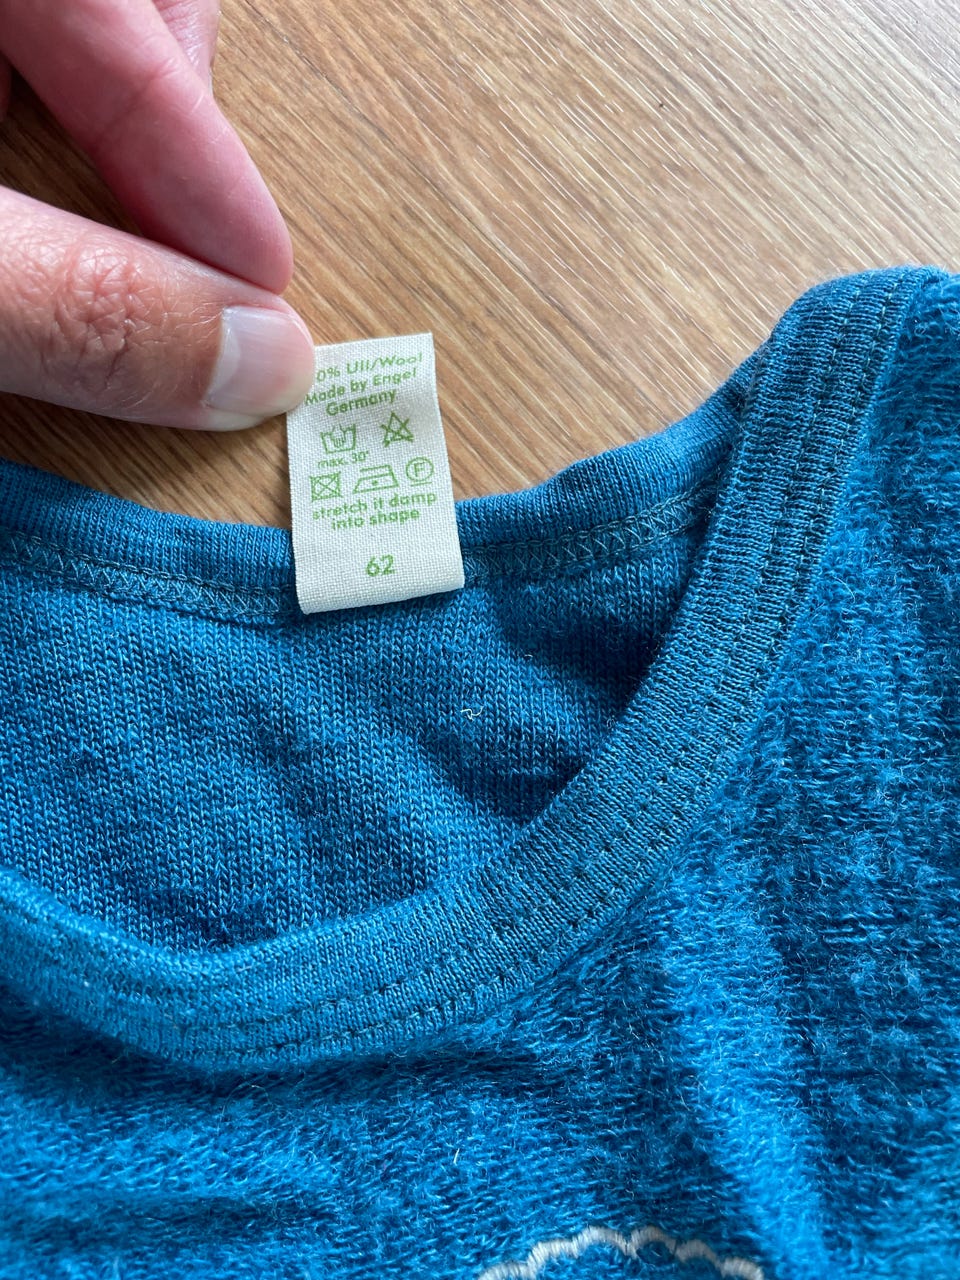 0% Ull/Wool
Made by Engel
Germany
max. 30°
F
stretch it damp
into shape
62